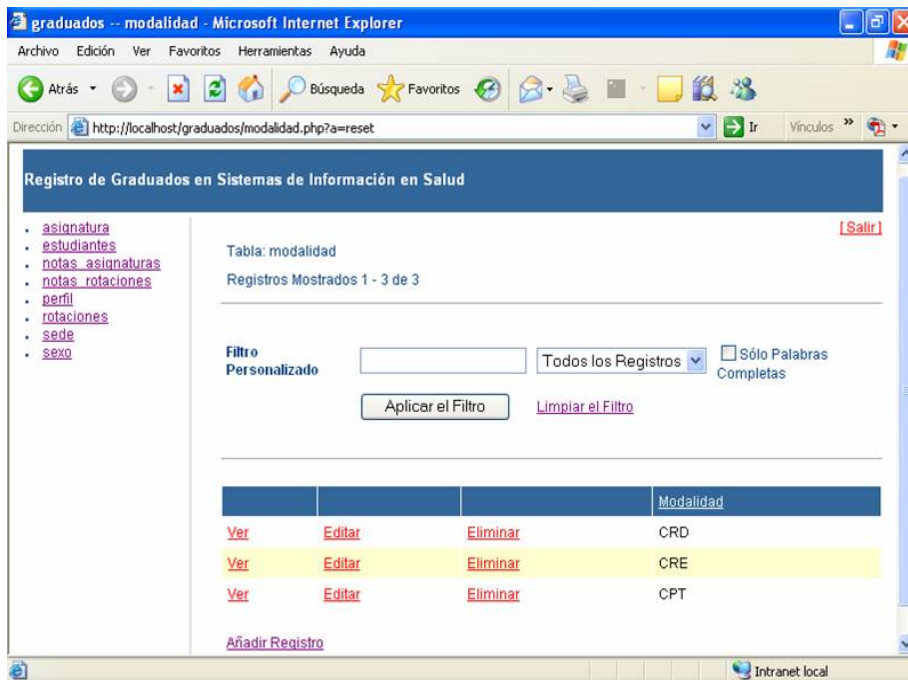 graduados -- modalidad - Microsoft Internet Explorer
Archivo Edición Ver Favoritos Herramientas Ayuda
Atrás Búsqueda Favoritos
Dirección http://localhost/graduados/modalidad.php?a=reset Ir Vínculos »
Registro de Graduados en Sistemas de Información en Salud
[ Salir ]
asignatura
estudiantes
notas_asignaturas
notas_rotaciones
perfil
rotaciones
sede
sexo
Tabla: modalidad
Registros Mostrados 1 - 3 de 3
Filtro
Personalizado
Todos los Registros
Sólo Palabras
Completas
Aplicar el Filtro Limpiar el Filtro
Modalidad
Ver Editar Eliminar CRD
Ver Editar Eliminar CRE
Ver Editar Eliminar CPT
Añadir Registro
Intranet local